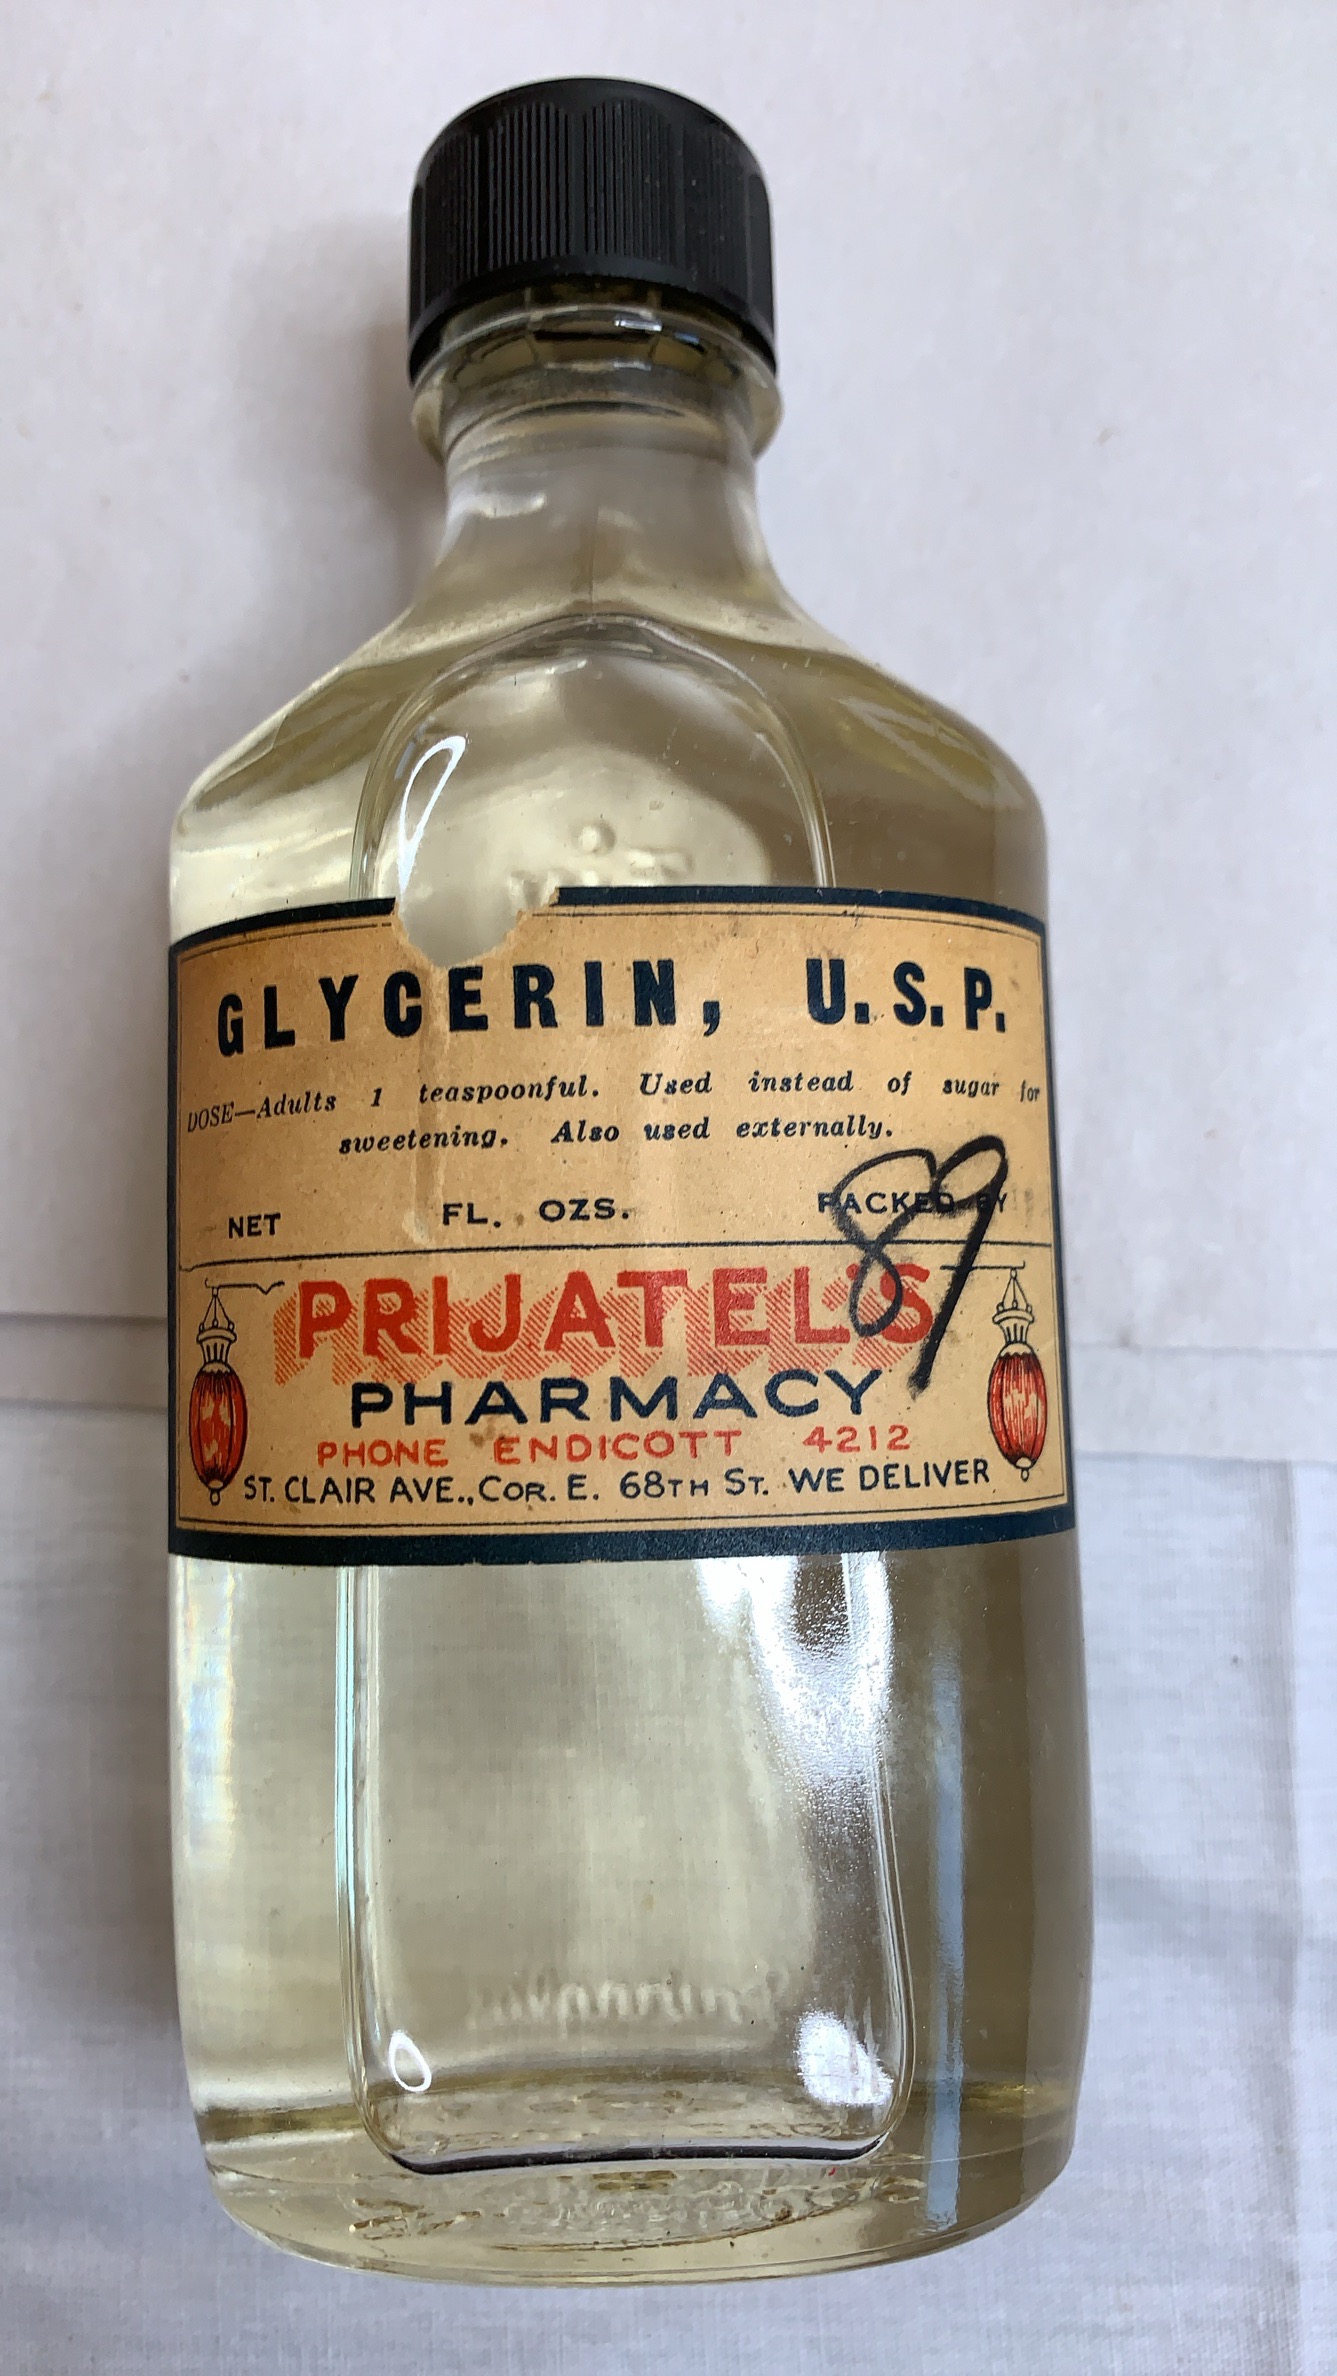 GLYCERIN, U.S.P.
DOSE—Adults 1 teaspoonful. Used instead of sugar for
sweetening. Also used externally.
NET FL. OZS. PACKED BY
89
PRIJATEL'S
PHARMACY
PHONE ENDICOTT 4212
ST. CLAIR AVE., COR. E. 68TH ST. WE DELIVER